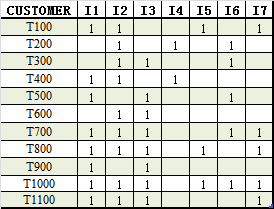 CUSTOMER I1 I2 I3 I4 I5 I6 I7
T100 1 1 1 1
T200 1 1 1
T300 1 1 1
T400 1 1 1
T500 1 1 1
T600 1 1
T700 1 1 1 1 1
T800 1 1 1 1 1
T900 1 1
T1000 1 1 1 1 1 1
T1100 1 1 1 1